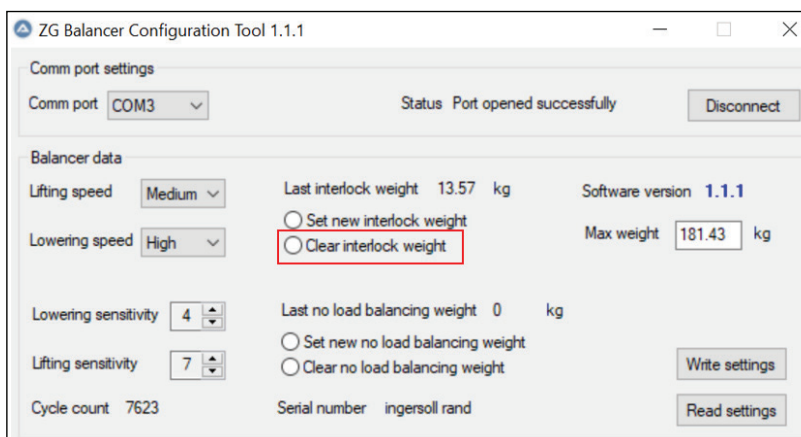 ZG Balancer Configuration Tool 1.1.1
Comm port settings
Comm port COM3 Status Port opened successfully Disconnect
Balancer data
Lifting speed Medium Last interlock weight 13.57 kg Software version 1.1.1
Set new interlock weight
Lowering speed High Clear interlock weight Max weight 181.43 kg
Lowering sensitivity 4 Last no load balancing weight 0 kg
Set new no load balancing weight
Lifting sensitivity 7 Clear no load balancing weight Write settings
Cycle count 7623 Serial number ingersoll rand Read settings